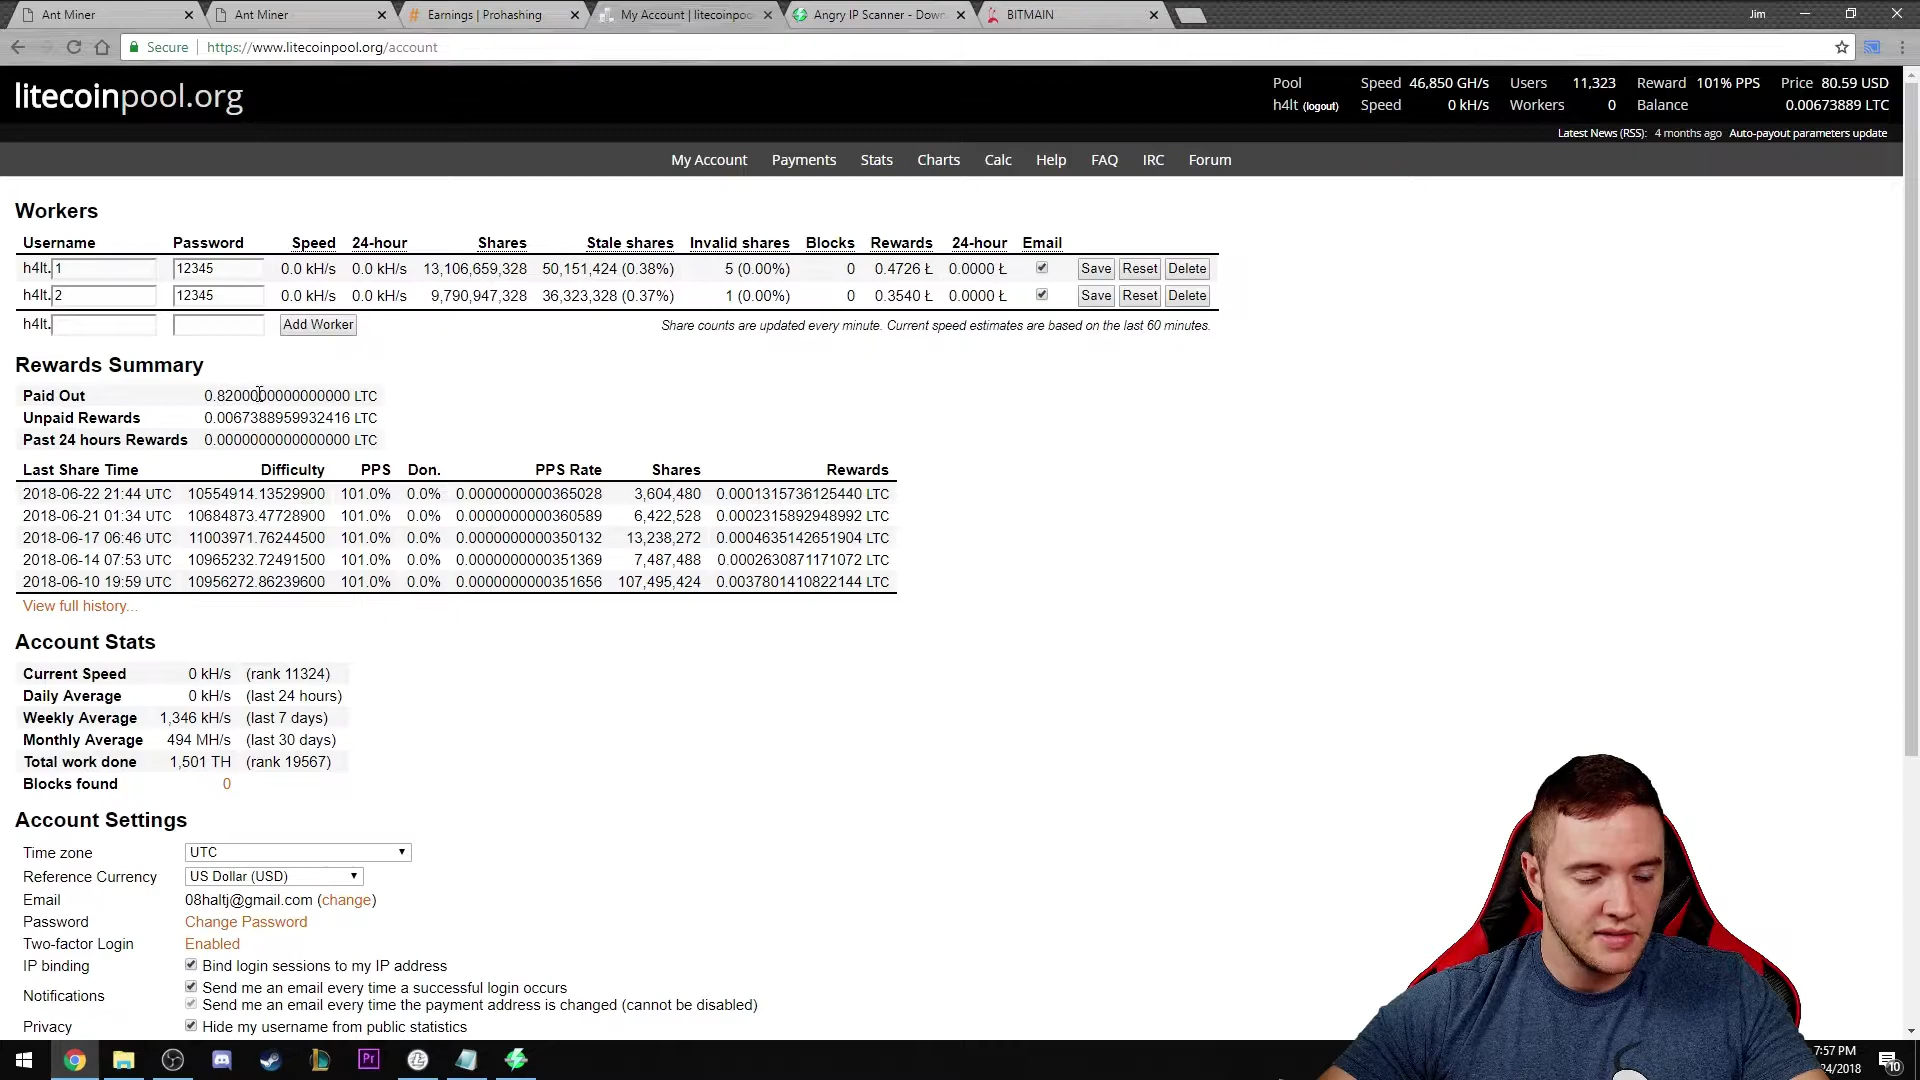 Ant Miner
Ant Miner
Earnings | Prohashing
My Account | litecoinpoo
Angry IP Scanner - Down
BITMAIN
Jim
Secure
https://www.litecoinpool.org/account
litecoinpool.org
Pool Speed 46,850 GH/s Users 11,323 Reward 101% PPS Price 80.59 USD
h4lt (logout) Speed 0 kH/s Workers 0 Balance 0.00673889 LTC
Latest News (RSS): 4 months ago Auto-payout parameters update
My Account Payments Stats Charts Calc Help FAQ IRC Forum
Workers
Username Password Speed 24-hour Shares Stale shares Invalid shares Blocks Rewards 24-hour Email
h4lt. 1 12345 0.0 kH/s 0.0 kH/s 13,106,659,328 50,151,424 (0.38%) 5 (0.00%) 0 0.4726 Ł 0.0000 Ł Save Reset Delete
h4lt. 2 12345 0.0 kH/s 0.0 kH/s 9,790,947,328 36,323,328 (0.37%) 1 (0.00%) 0 0.3540 Ł 0.0000 Ł Save Reset Delete
h4lt. Add Worker Share counts are updated every minute. Current speed estimates are based on the last 60 minutes.
Rewards Summary
Paid Out 0.8200000000000000 LTC
Unpaid Rewards 0.0067388959932416 LTC
Past 24 hours Rewards 0.0000000000000000 LTC
Last Share Time Difficulty PPS Don. PPS Rate Shares Rewards
2018-06-22 21:44 UTC 10554914.13529900 101.0% 0.0% 0.0000000000365028 3,604,480 0.0001315736125440 LTC
2018-06-21 01:34 UTC 10684873.47728900 101.0% 0.0% 0.0000000000360589 6,422,528 0.0002315892948992 LTC
2018-06-17 06:46 UTC 11003971.76244500 101.0% 0.0% 0.0000000000350132 13,238,272 0.0004635142651904 LTC
2018-06-14 07:53 UTC 10965232.72491500 101.0% 0.0% 0.0000000000351369 7,487,488 0.0002630871171072 LTC
2018-06-10 19:59 UTC 10956272.86239600 101.0% 0.0% 0.0000000000351656 107,495,424 0.0037801410822144 LTC
View full history...
Account Stats
Current Speed 0 kH/s (rank 11324)
Daily Average 0 kH/s (last 24 hours)
Weekly Average 1,346 kH/s (last 7 days)
Monthly Average 494 MH/s (last 30 days)
Total work done 1,501 TH (rank 19567)
Blocks found 0
Account Settings
Time zone UTC
Reference Currency US Dollar (USD)
Email 08haltj@gmail.com (change)
Password Change Password
Two-factor Login Enabled
IP binding Bind login sessions to my IP address
Notifications Send me an email every time a successful login occurs
Send me an email every time the payment address is changed (cannot be disabled)
Privacy Hide my username from public statistics
Pr
7:57 PM
24/2018
10